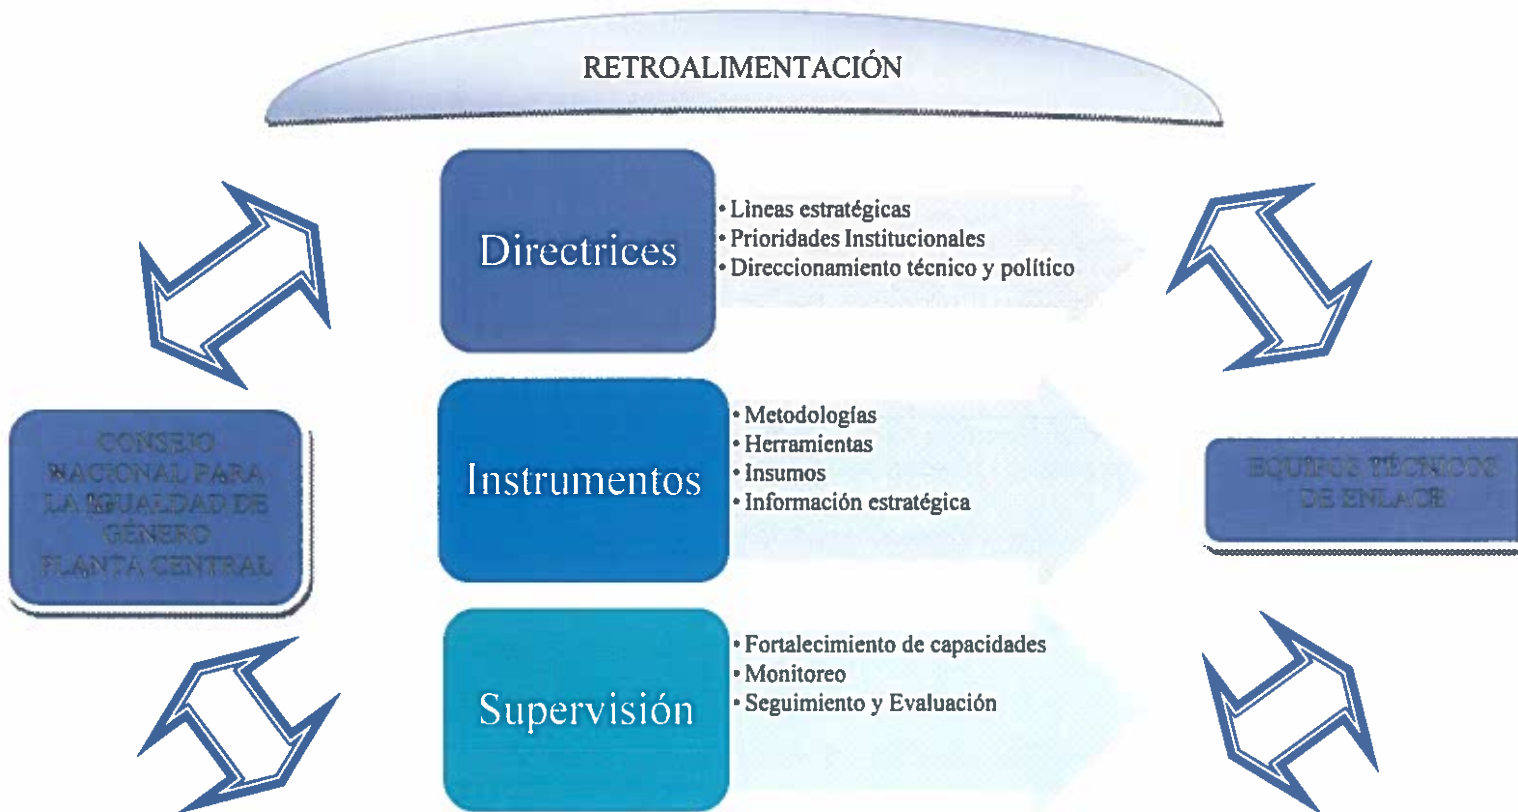 RETROALIMENTACIÓN
Directrices
• Lìneas estratégicas
• Prioridades Institucionales
• Direccionamiento técnico y político
CONSEJO
NACIONAL PARA
LA IGUALDAD DE
GÉNERO
PLANTA CENTRAL
Instrumentos
• Metodologías
• Herramientas
• Insumos
• Información estratégica
EQUIPOS TÉCNICOS
DE ENLACE
Supervisión
• Fortalecimiento de capacidades
• Monitoreo
• Seguimiento y Evaluación